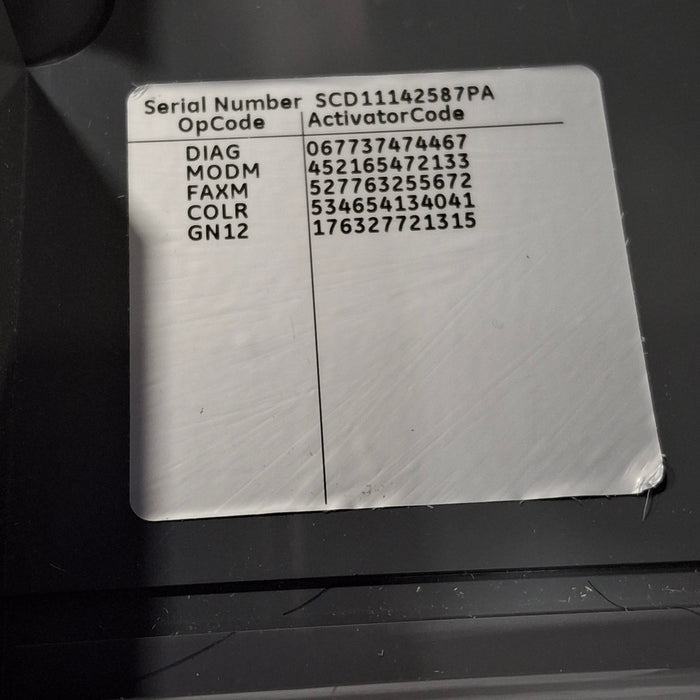 Serial Number SCD11142587PA
OpCode ActivatorCode
DIAG 067737474467
MODM 452165472133
FAXM 527763255672
COLR 534654134041
GN12 176327721315